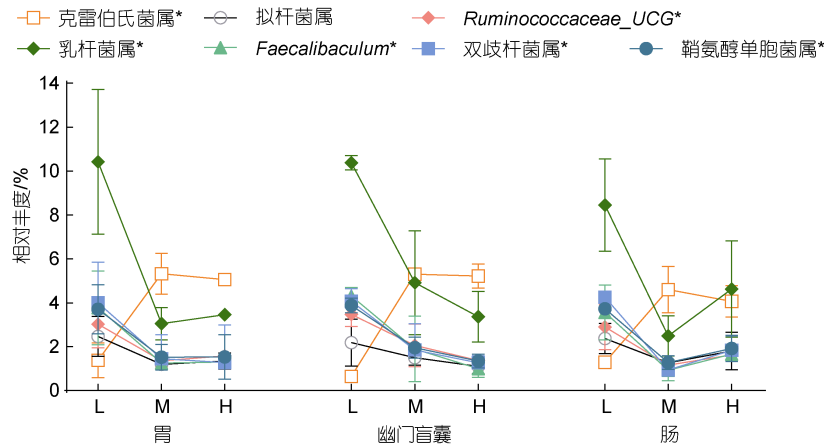 克雷伯氏菌属* 拟杆菌属 Ruminococcaceae_UCG*
乳杆菌属* Faecalibaculum* 双歧杆菌属* 鞘氨醇单胞菌属*
相对丰度/%
14
12
10
8
6
4
2
0
L M H L M H L M H
胃 幽门盲囊 肠